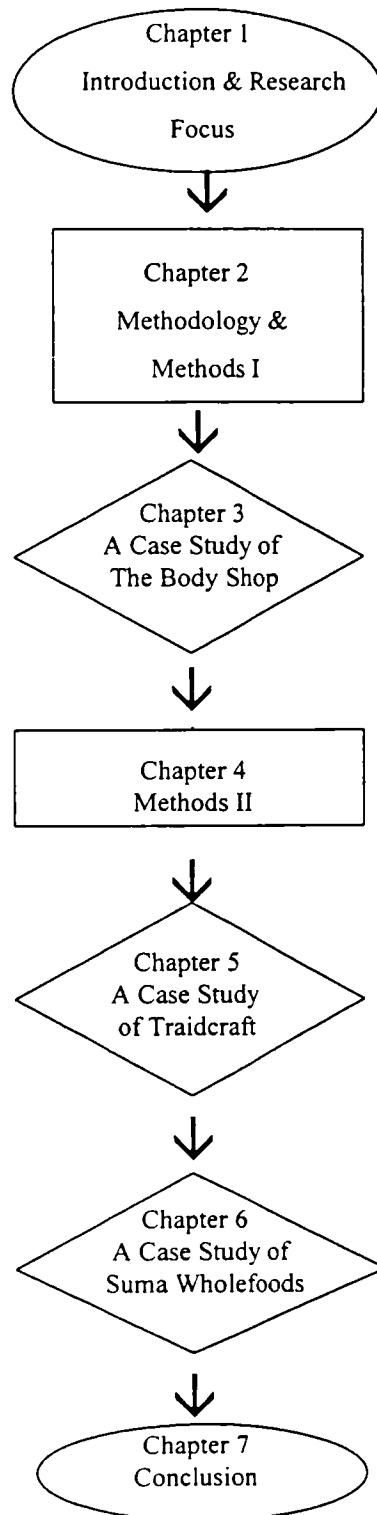 Chapter 1
Introduction & Research
Focus
Chapter 2
Methodology &
Methods I
Chapter 3
A Case Study of
The Body Shop
Chapter 4
Methods II
Chapter 5
A Case Study
of Traidcraft
Chapter 6
A Case Study of
Suma Wholefoods
Chapter 7
Conclusion